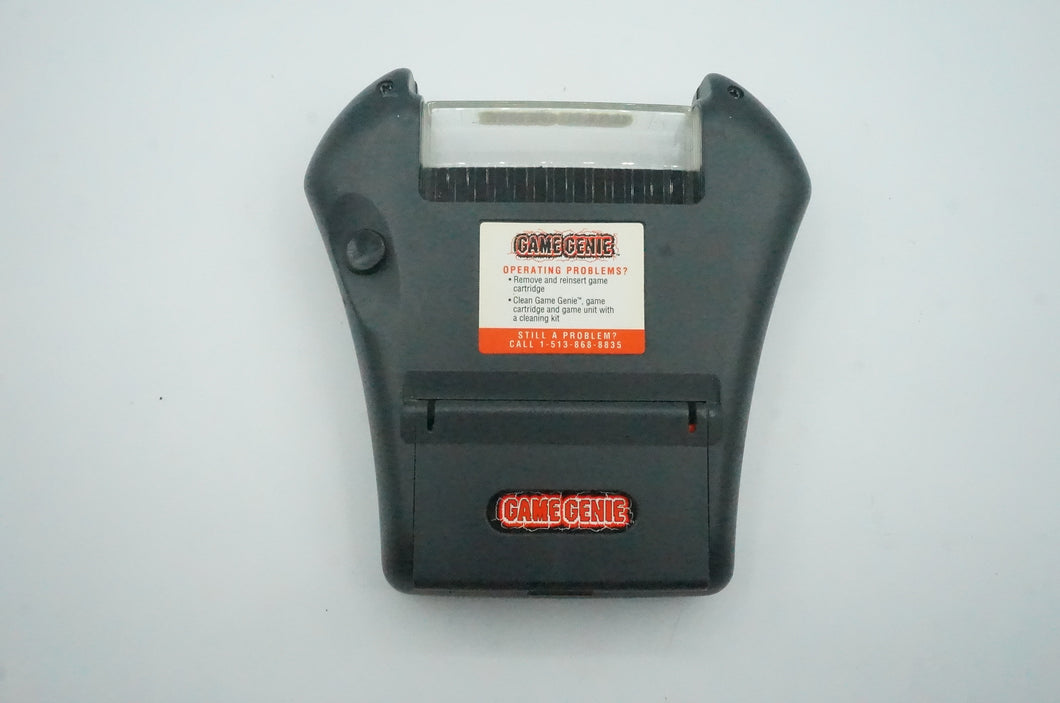 GAME GENIE™
OPERATING PROBLEMS?
• Remove and reinsert game
cartridge
• Clean Game Genie™, game
cartridge and game unit with
a cleaning kit
STILL A PROBLEM?
CALL 1-513-868-8835
GAME GENIE